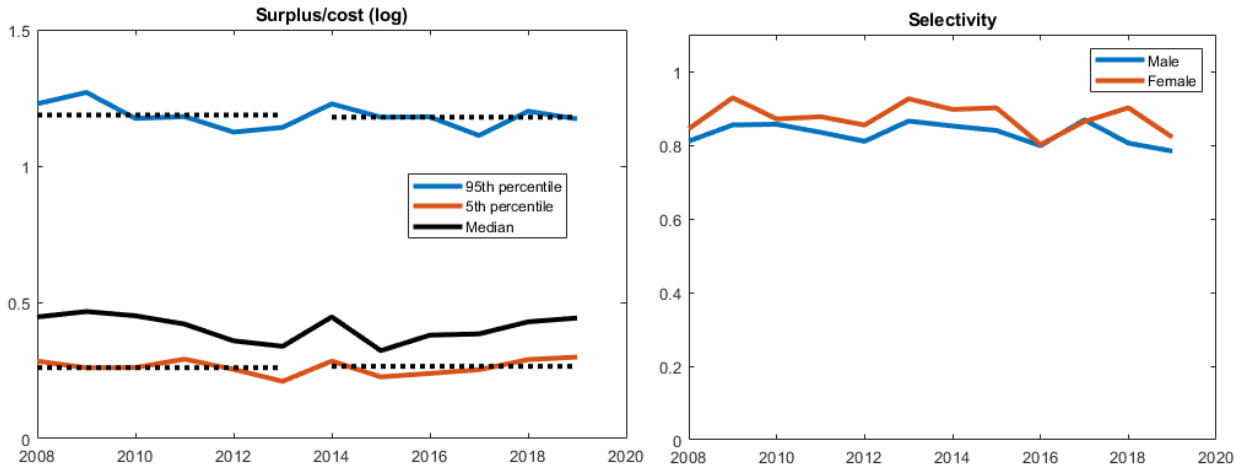 Surplus/cost (log)
1.5
1
0.5
0
95th percentile
5th percentile
Median
2008 2010 2012 2014 2016 2018 2020
Selectivity
1
0.8
0.6
0.4
0.2
0
Male
Female
2008 2010 2012 2014 2016 2018 2020